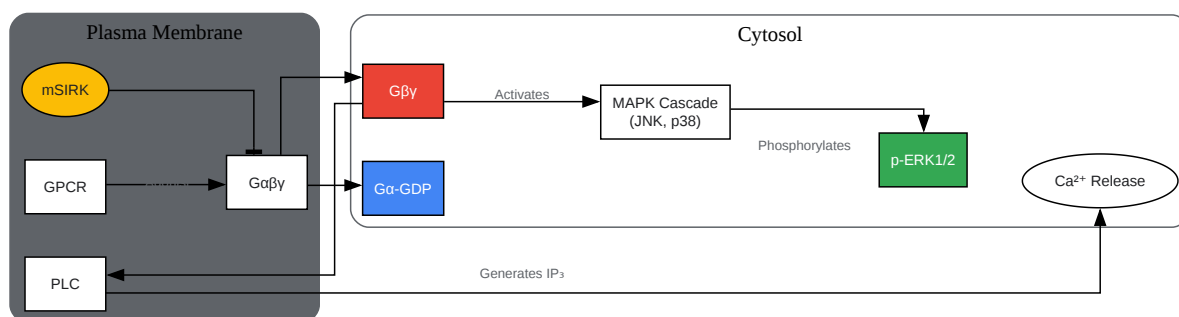 Plasma Membrane
Cytosol
mSIRK
Gβγ
Activates
MAPK Cascade
(JNK, p38)
Phosphorylates
p-ERK1/2
GPCR
Gαβγ
Gα-GDP
Ca²⁺ Release
PLC
Generates IP₃